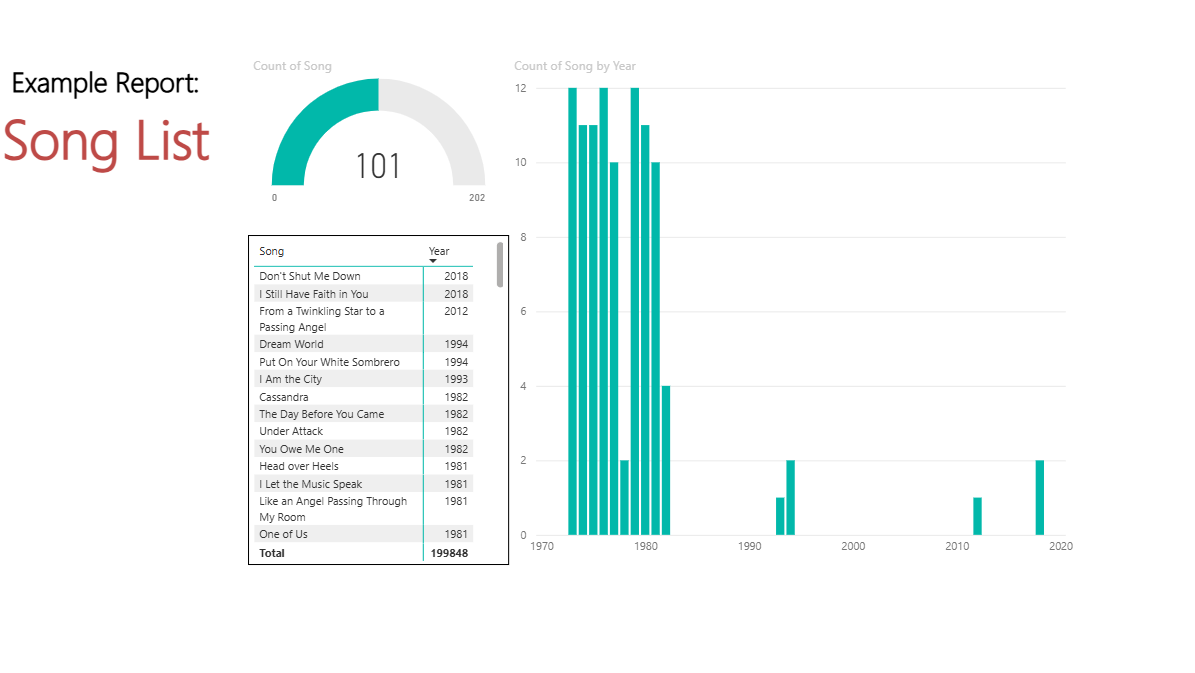 Example Report:
Song List
Count of Song
101
0
202
Song Year
Don't Shut Me Down 2018
I Still Have Faith in You 2018
From a Twinkling Star to a 2012
Passing Angel
Dream World 1994
Put On Your White Sombrero 1994
I Am the City 1993
Cassandra 1982
The Day Before You Came 1982
Under Attack 1982
You Owe Me One 1982
Head over Heels 1981
I Let the Music Speak 1981
Like an Angel Passing Through 1981
My Room
One of Us 1981
Total 199848
Count of Song by Year
12
10
8
6
4
2
0
1970 1980 1990 2000 2010 2020